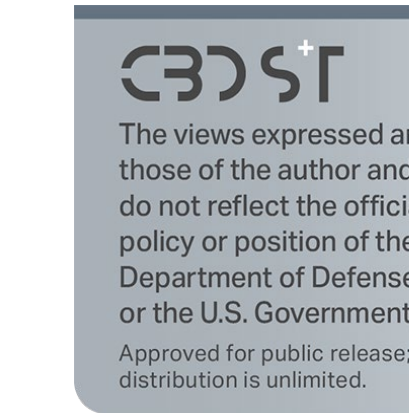 CBD S+T
The views expressed ar
those of the author and
do not reflect the offici
policy or position of the
Department of Defense
or the U.S. Government
Approved for public release;
distribution is unlimited.